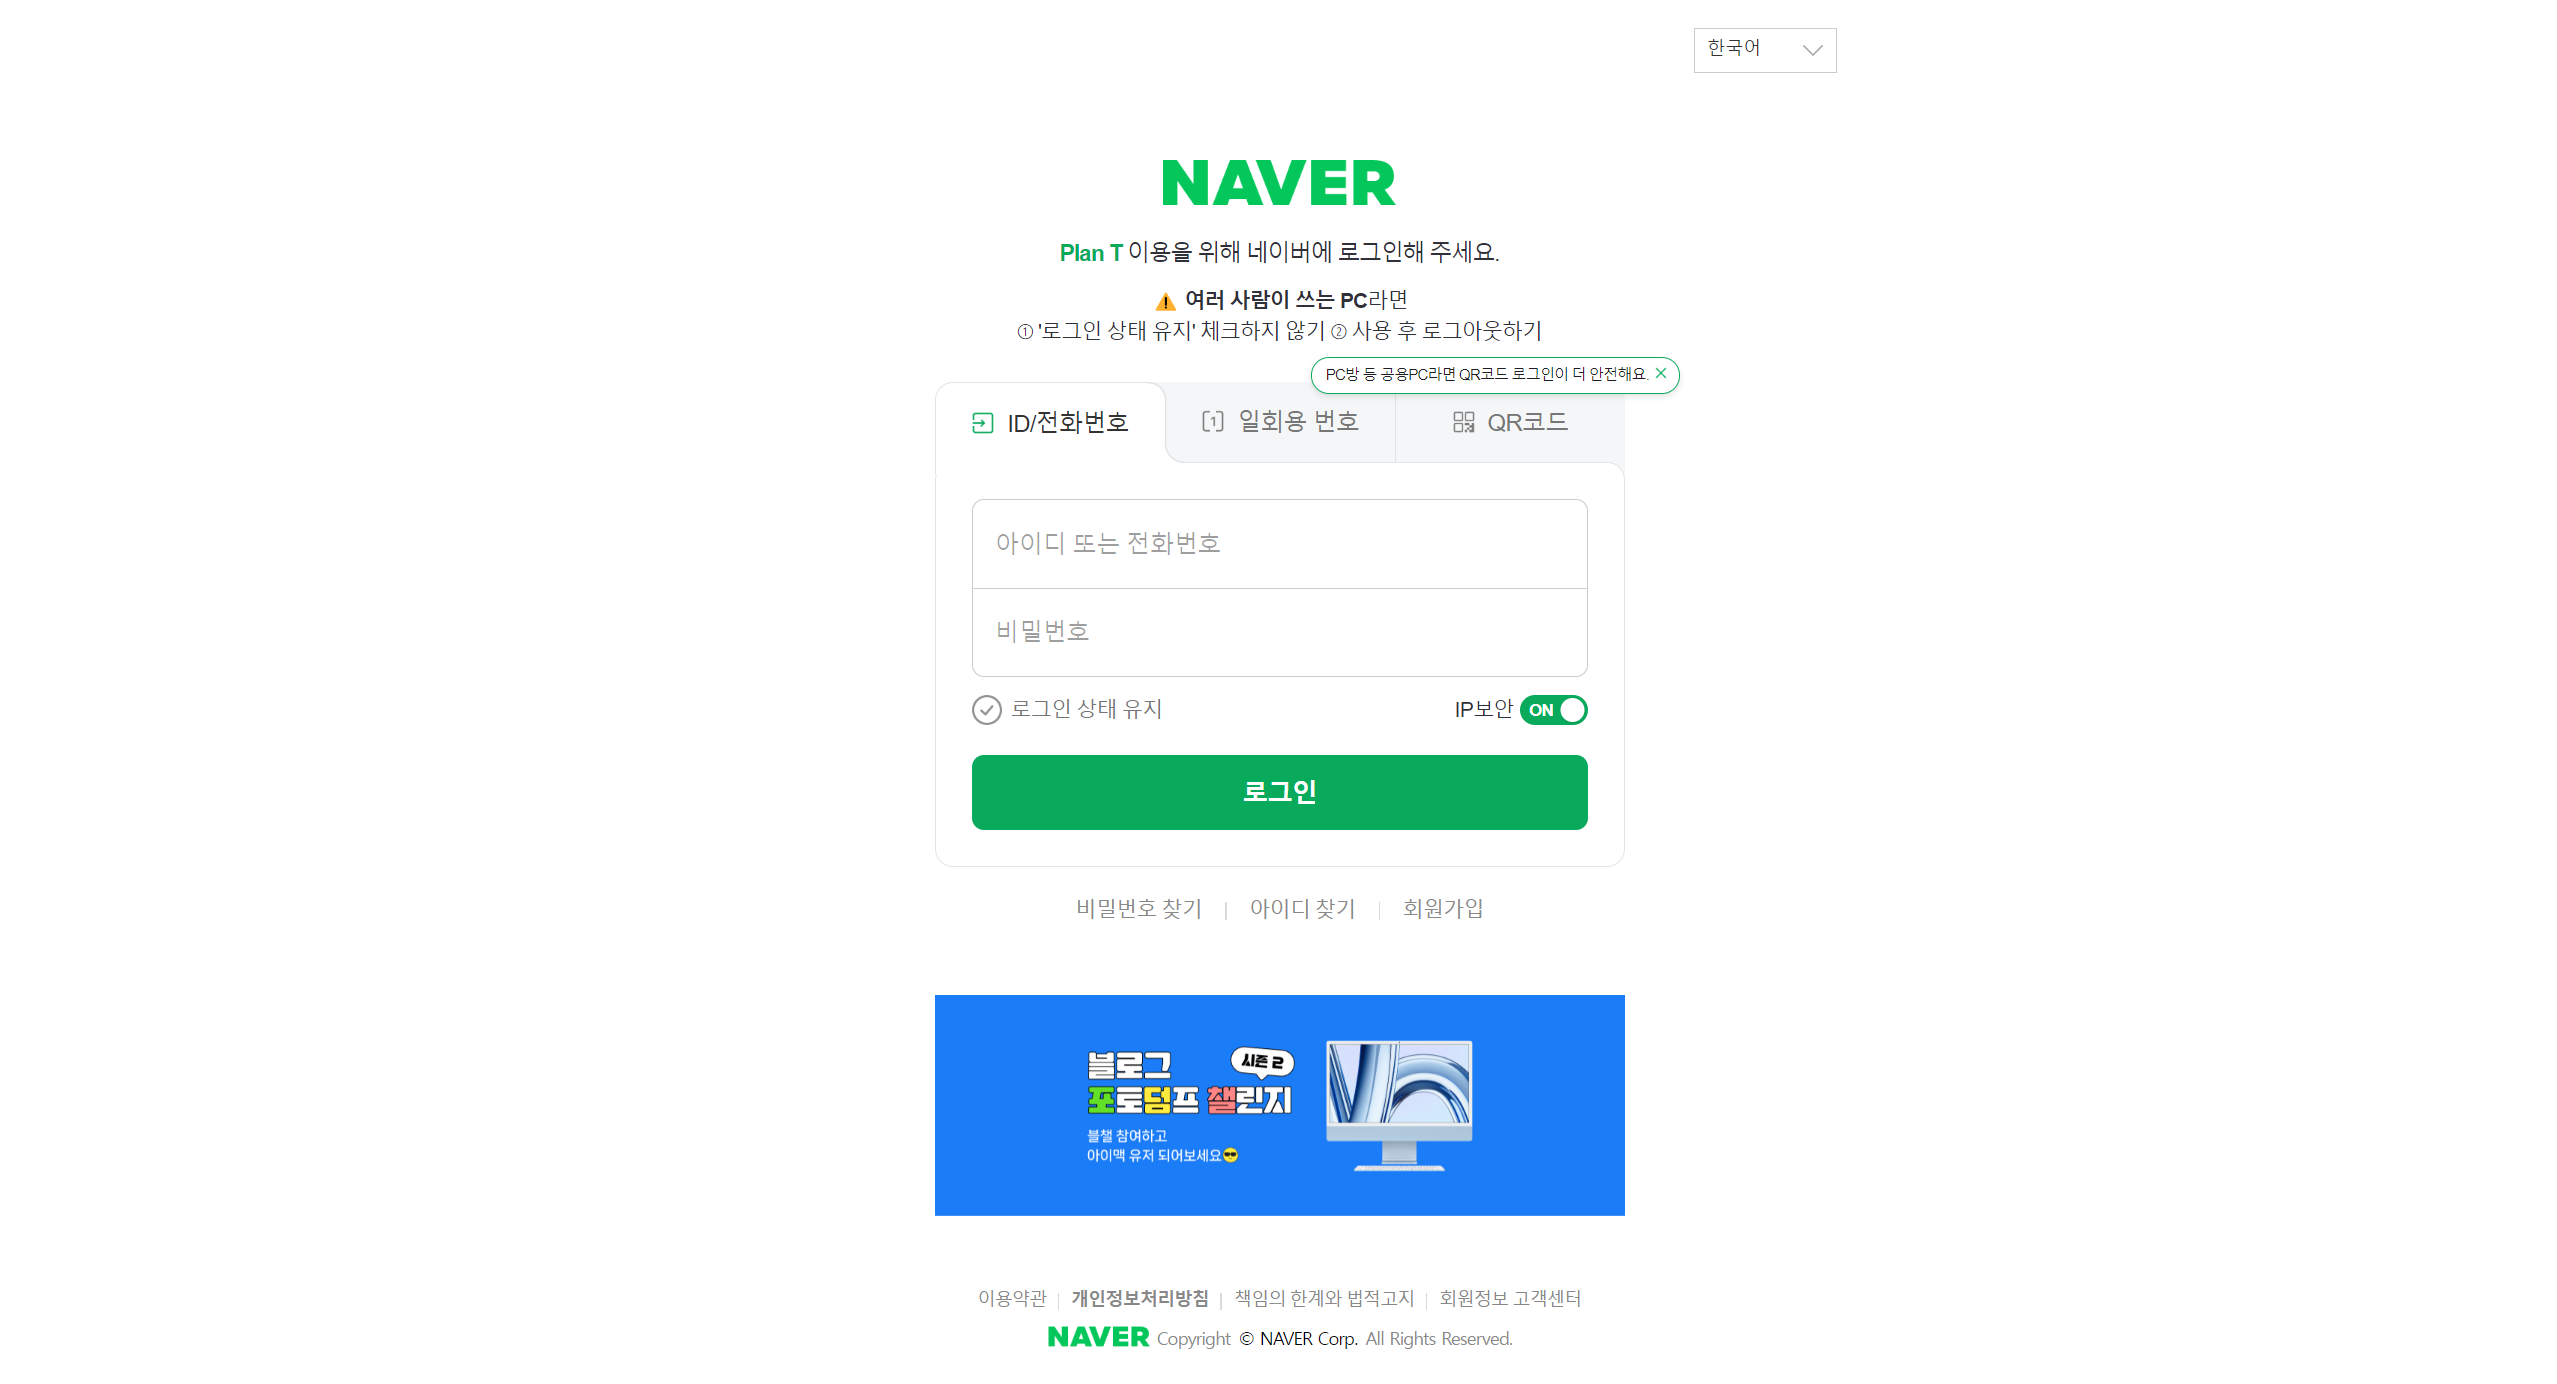 한국어
NAVER
Plan T 이용을 위해 네이버에 로그인해 주세요.
⚠ 여러 사람이 쓰는 PC라면
① '로그인 상태 유지' 체크하지 않기 ② 사용 후 로그아웃하기
PC방 등 공용PC라면 QR코드 로그인이 더 안전해요.
ID/전화번호
1 일회용 번호
QR코드
아이디 또는 전화번호
비밀번호
로그인 상태 유지
IP보안 ON
로그인
비밀번호 찾기 | 아이디 찾기 | 회원가입
블로그 시즌 2
포토덤프 챌린지
블챌 참여하고
아이맥 유저 되어보세요😎
이용약관 | 개인정보처리방침 | 책임의 한계와 법적고지 | 회원정보 고객센터
NAVER Copyright © NAVER Corp. All Rights Reserved.